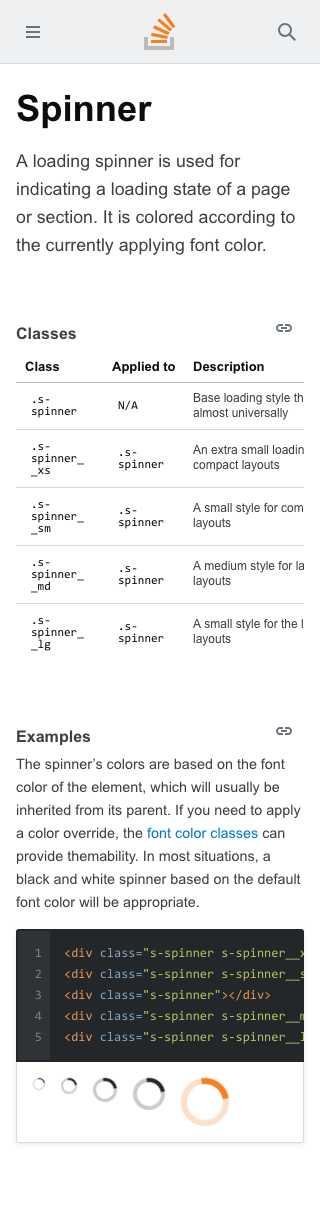 Spinner
A loading spinner is used for
indicating a loading state of a page
or section. It is colored according to
the currently applying font color.
Classes
Class Applied to Description
.s-spinner N/A Base loading style th
almost universally
.s-spinner__xs .s-spinner An extra small loadin
compact layouts
.s-spinner__sm .s-spinner A small style for com
layouts
.s-spinner__md .s-spinner A medium style for la
layouts
.s-spinner__lg .s-spinner A small style for the l
layouts
Examples
The spinner's colors are based on the font
color of the element, which will usually be
inherited from its parent. If you need to apply
a color override, the font color classes can
provide themability. In most situations, a
black and white spinner based on the default
font color will be appropriate.
1 <div class="s-spinner s-spinner__x
2 <div class="s-spinner s-spinner__s
3 <div class="s-spinner"></div>
4 <div class="s-spinner s-spinner__m
5 <div class="s-spinner s-spinner__l